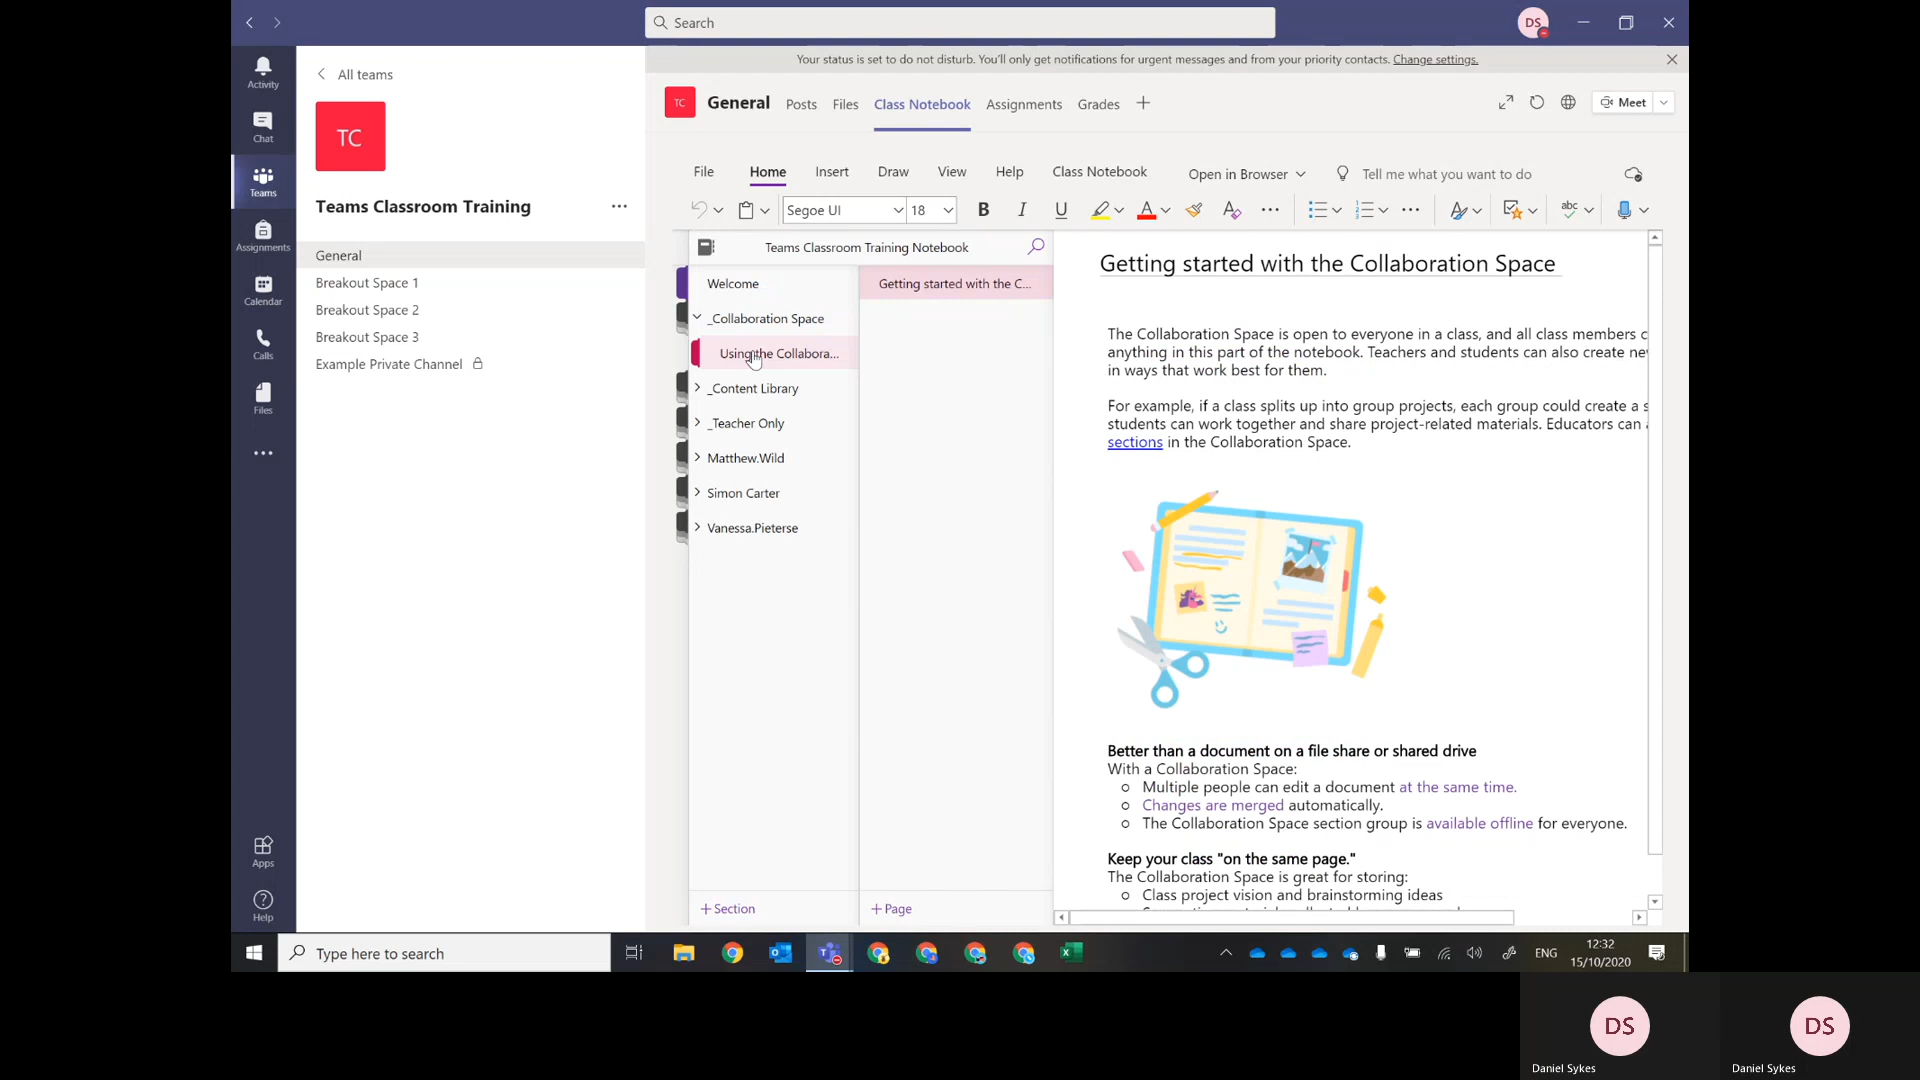 Search
DS
Your status is set to do not disturb. You'll only get notifications for urgent messages and from your priority contacts. Change settings.
Activity
Chat
Teams
Assignments
Calendar
Calls
Files
Apps
Help
All teams
TC
Teams Classroom Training
General
Breakout Space 1
Breakout Space 2
Breakout Space 3
Example Private Channel
TC
General Posts Files Class Notebook Assignments Grades
Meet
File Home Insert Draw View Help Class Notebook Open in Browser Tell me what you want to do
Segoe UI 18 B I U A A abc
Teams Classroom Training Notebook
Welcome
_Collaboration Space
Using the Collabora...
_Content Library
_Teacher Only
Matthew.Wild
Simon Carter
Vanessa.Pieterse
+ Section
Getting started with the C...
+ Page
Getting started with the Collaboration Space
The Collaboration Space is open to everyone in a class, and all class members c
anything in this part of the notebook. Teachers and students can also create ne
in ways that work best for them.
For example, if a class splits up into group projects, each group could create a s
students can work together and share project-related materials. Educators can
sections in the Collaboration Space.
Better than a document on a file share or shared drive
With a Collaboration Space:
Multiple people can edit a document at the same time.
Changes are merged automatically.
The Collaboration Space section group is available offline for everyone.
Keep your class "on the same page."
The Collaboration Space is great for storing:
Class project vision and brainstorming ideas
Type here to search
ENG
12:32
15/10/2020
DS
Daniel Sykes
DS
Daniel Sykes